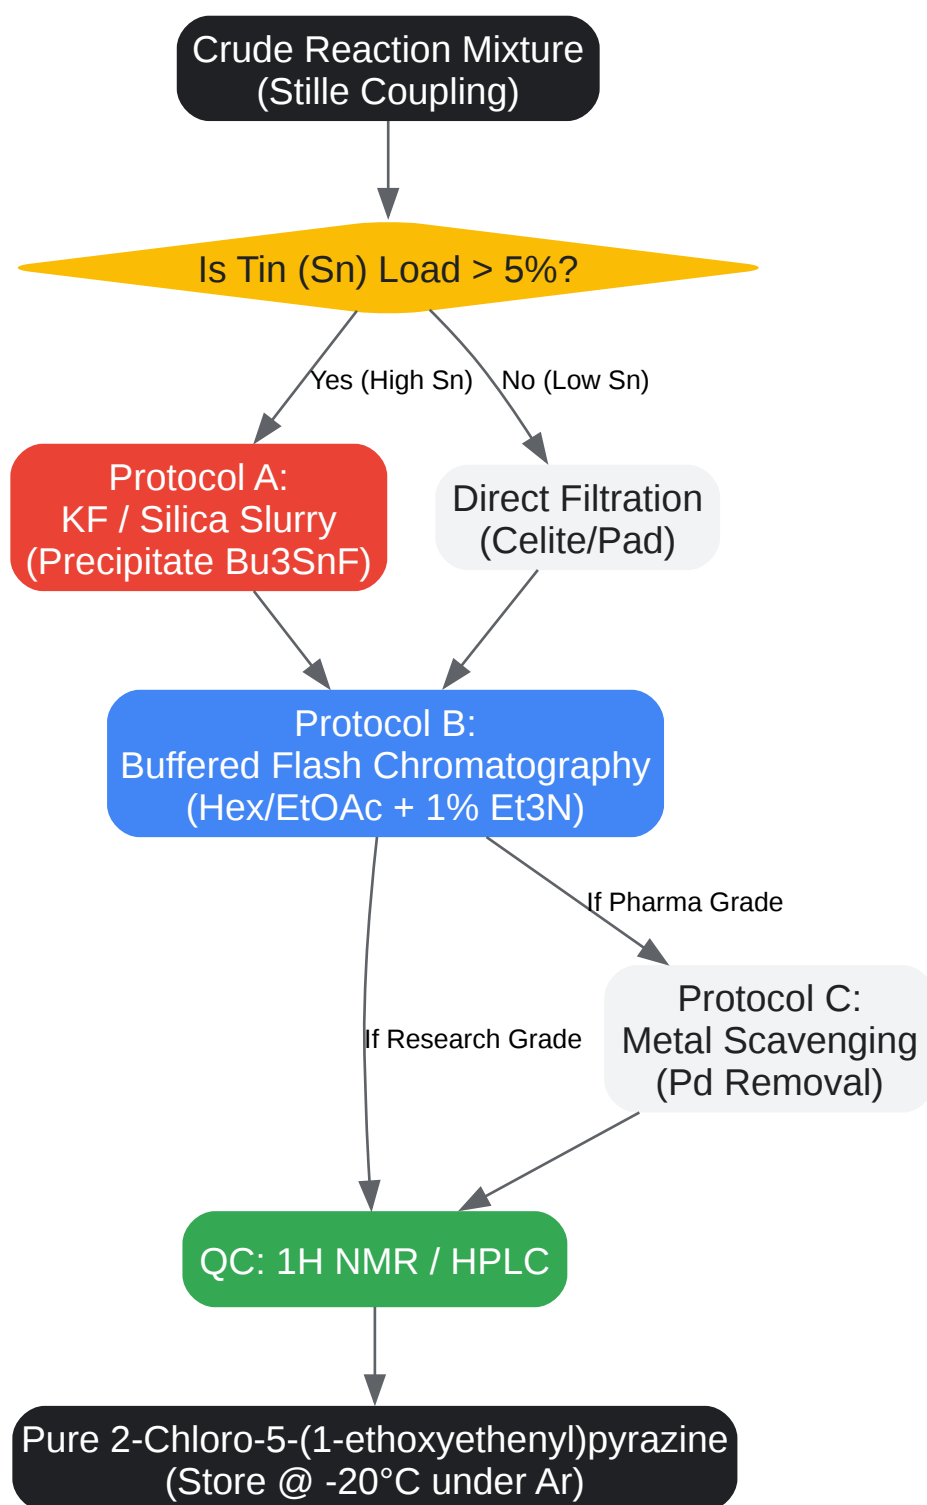 Crude Reaction Mixture
(Stille Coupling)
Is Tin (Sn) Load > 5%?
Yes (High Sn)
No (Low Sn)
Protocol A:
KF / Silica Slurry
(Precipitate Bu3SnF)
Direct Filtration
(Celite/Pad)
Protocol B:
Buffered Flash Chromatography
(Hex/EtOAc + 1% Et3N)
If Pharma Grade
Protocol C:
Metal Scavenging
(Pd Removal)
If Research Grade
QC: 1H NMR / HPLC
Pure 2-Chloro-5-(1-ethoxyethenyl)pyrazine
(Store @ -20°C under Ar)